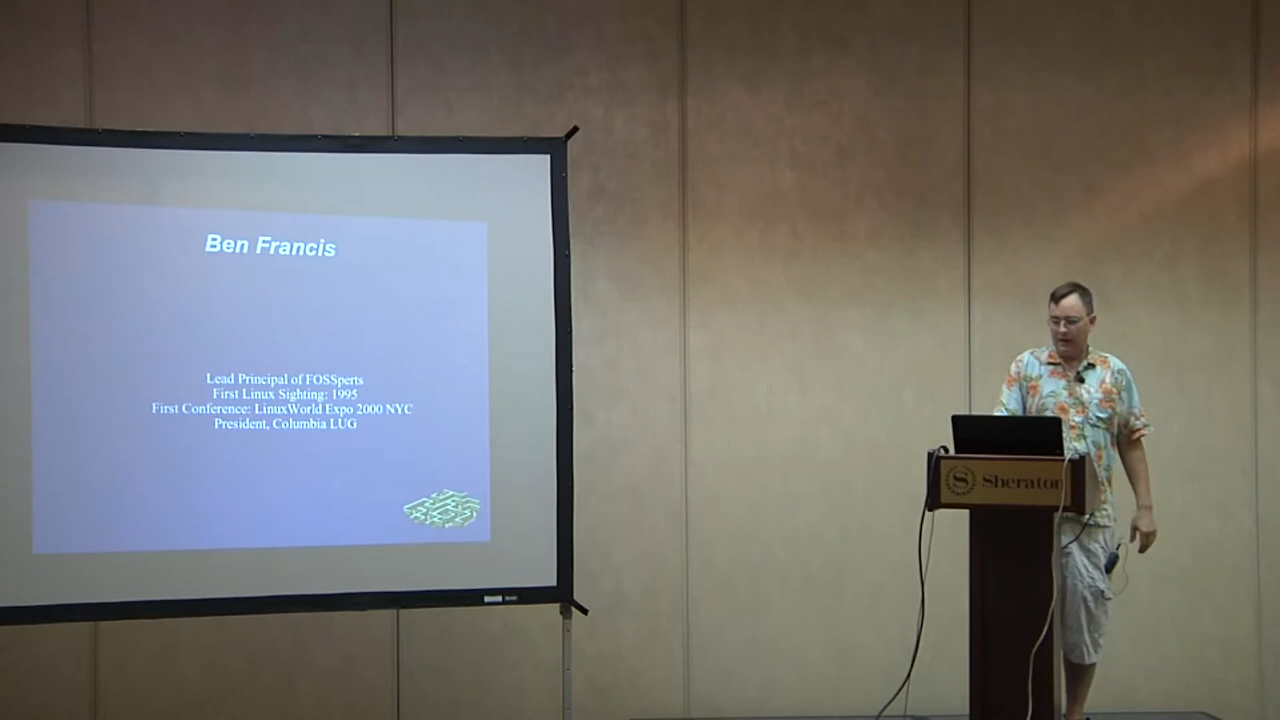 Ben Francis
Lead Principal of FOSSperts
First Linux Sighting: 1995
First Conference: LinuxWorld Expo 2000 NYC
President, Columbia LUG
S
Sheraton